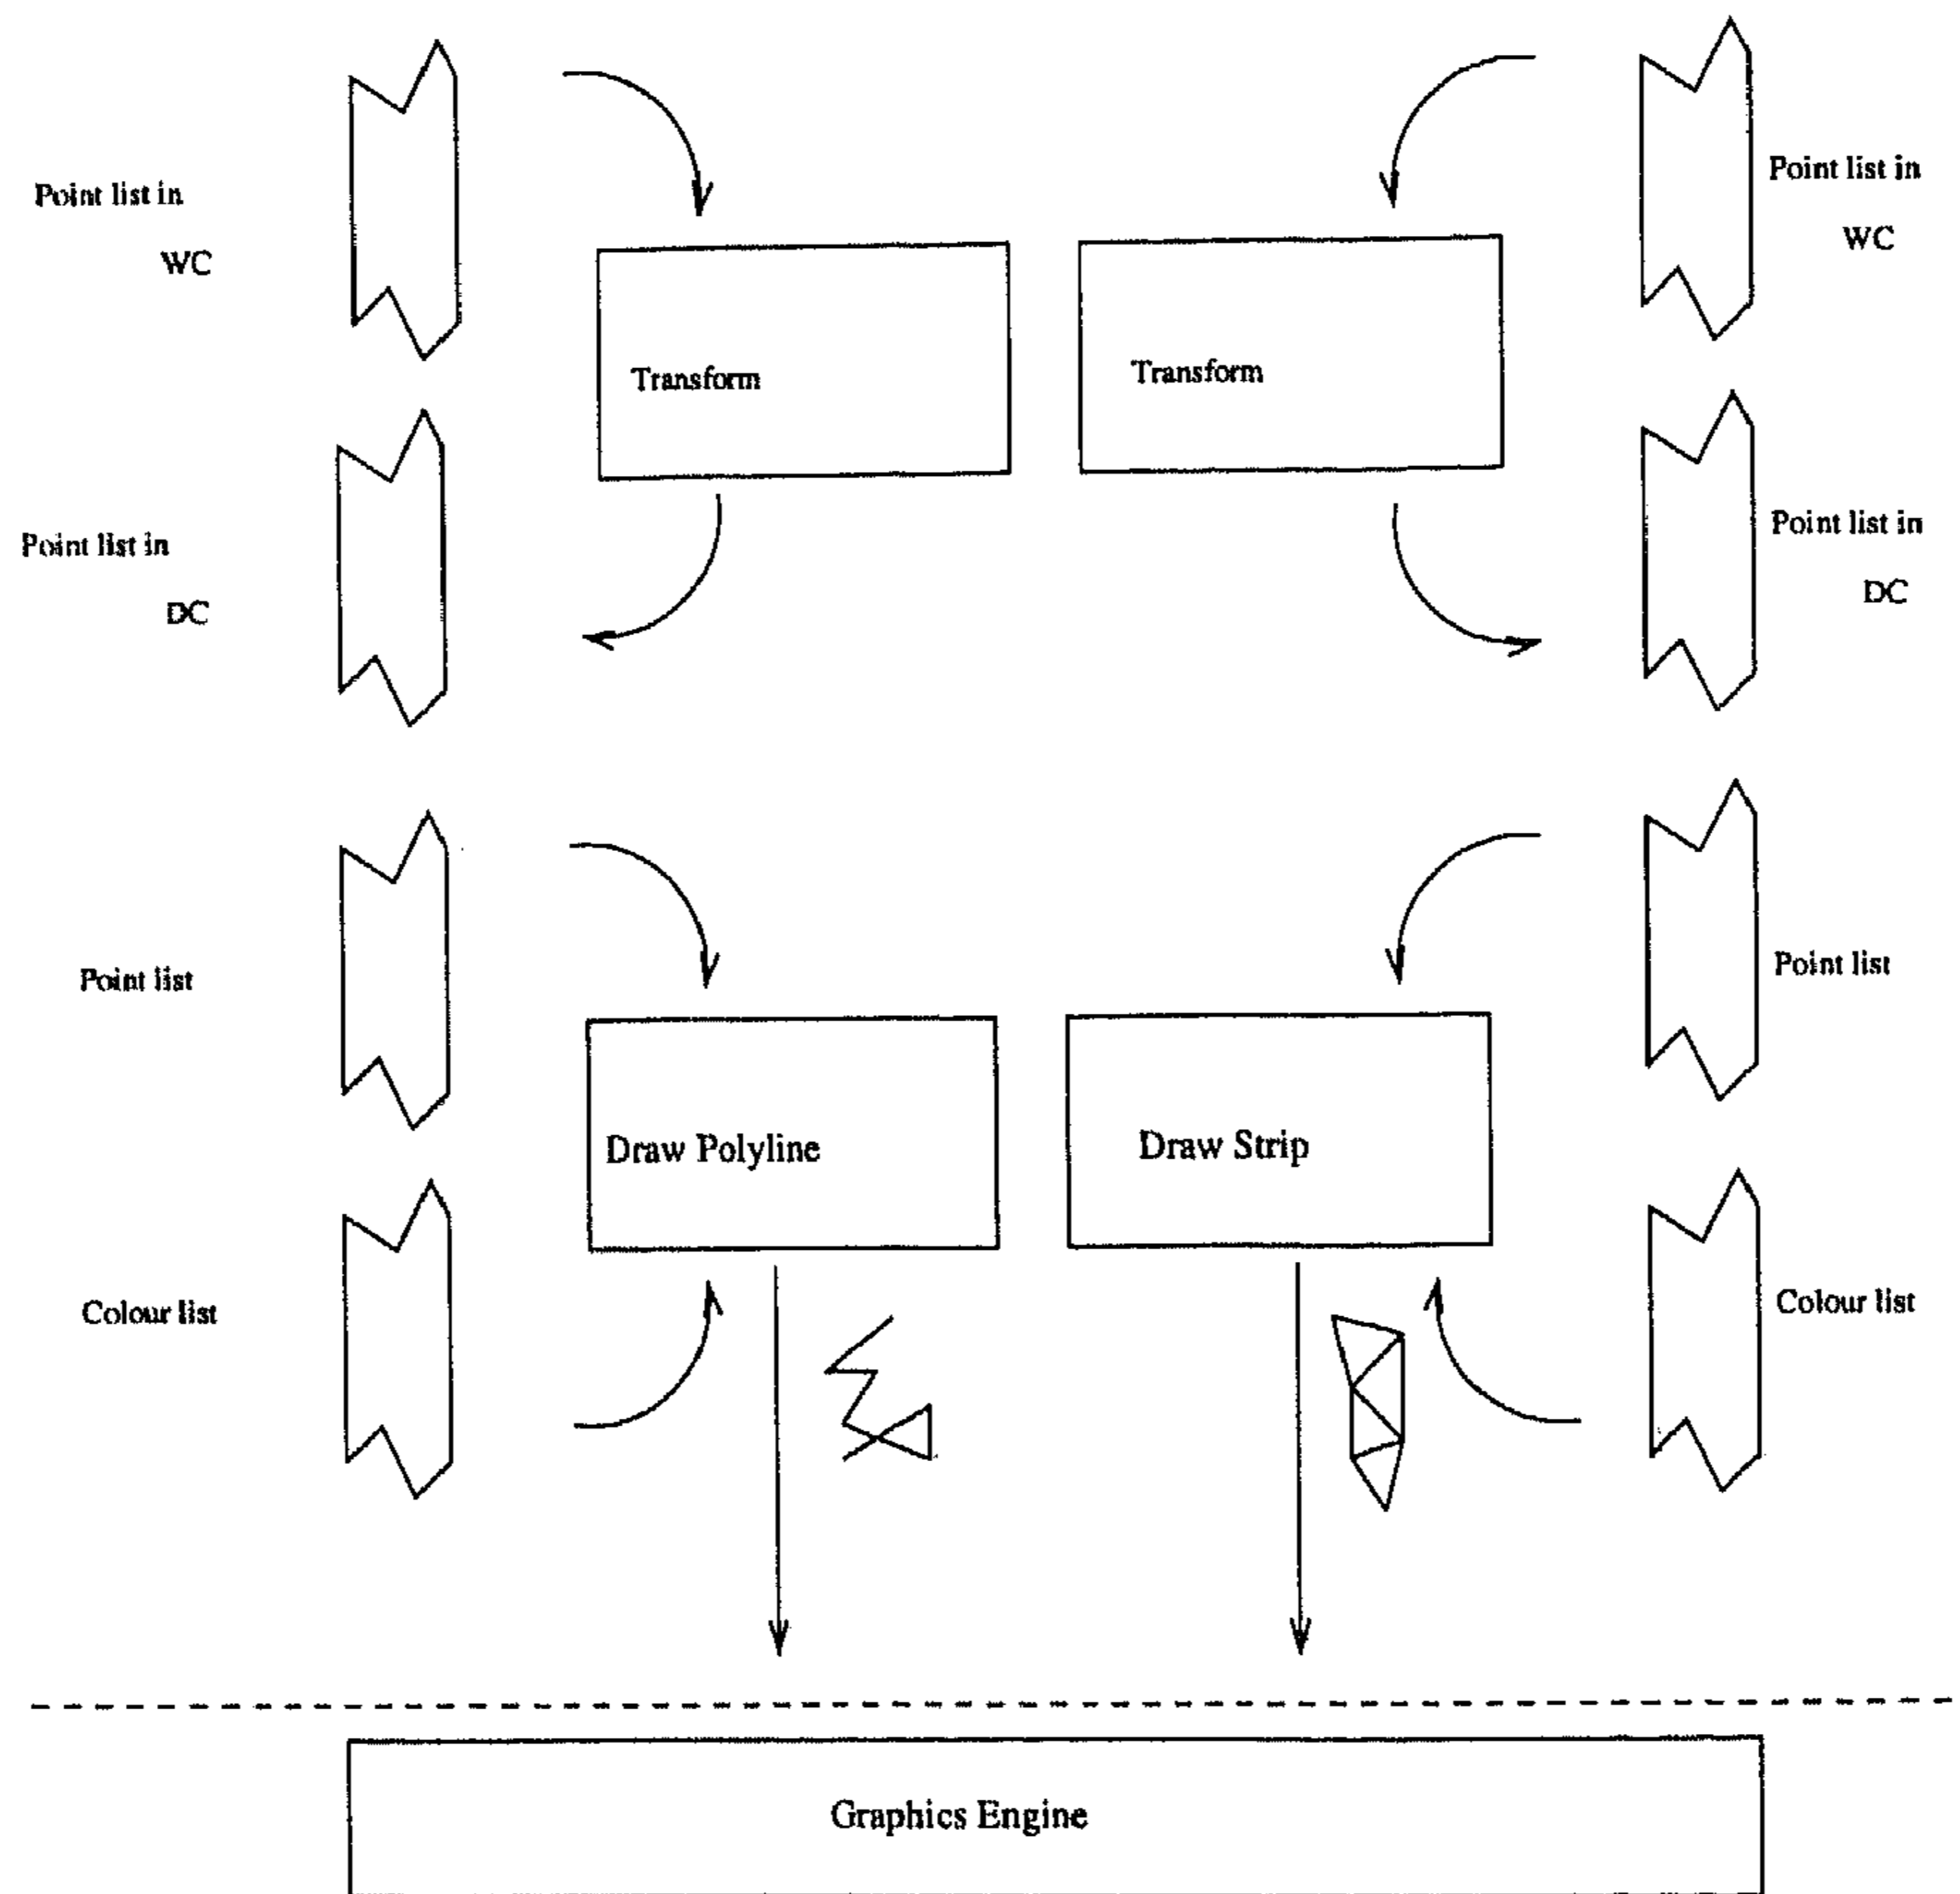 Point list in
WC
Point list in
WC
Transform
Transform
Point list in
DC
Point list in
DC
Point list
Point list
Draw Polyline
Draw Strip
Colour list
Colour list
Graphics Engine